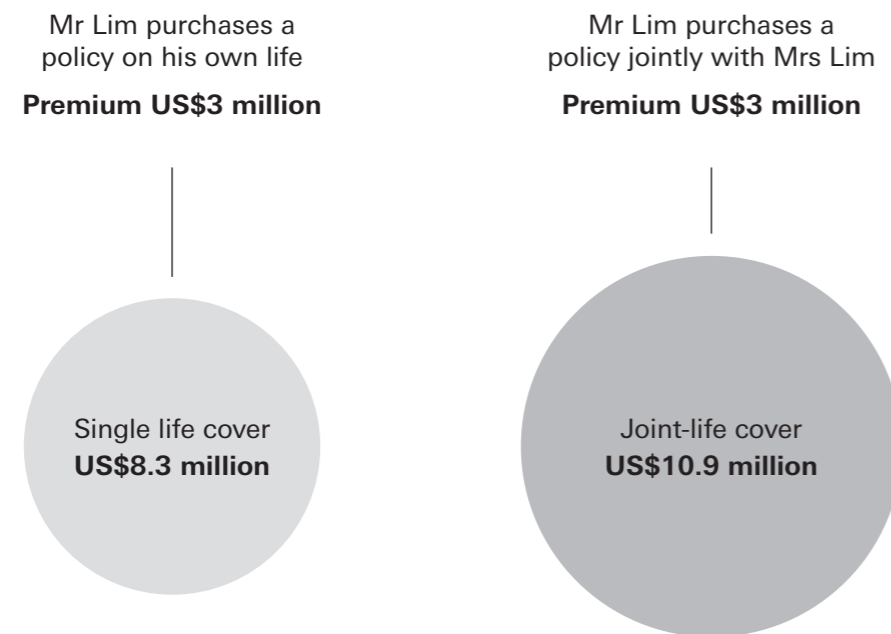 Mr Lim purchases a
policy on his own life
Premium US$3 million
Single life cover
US$8.3 million
Mr Lim purchases a
policy jointly with Mrs Lim
Premium US$3 million
Joint-life cover
US$10.9 million